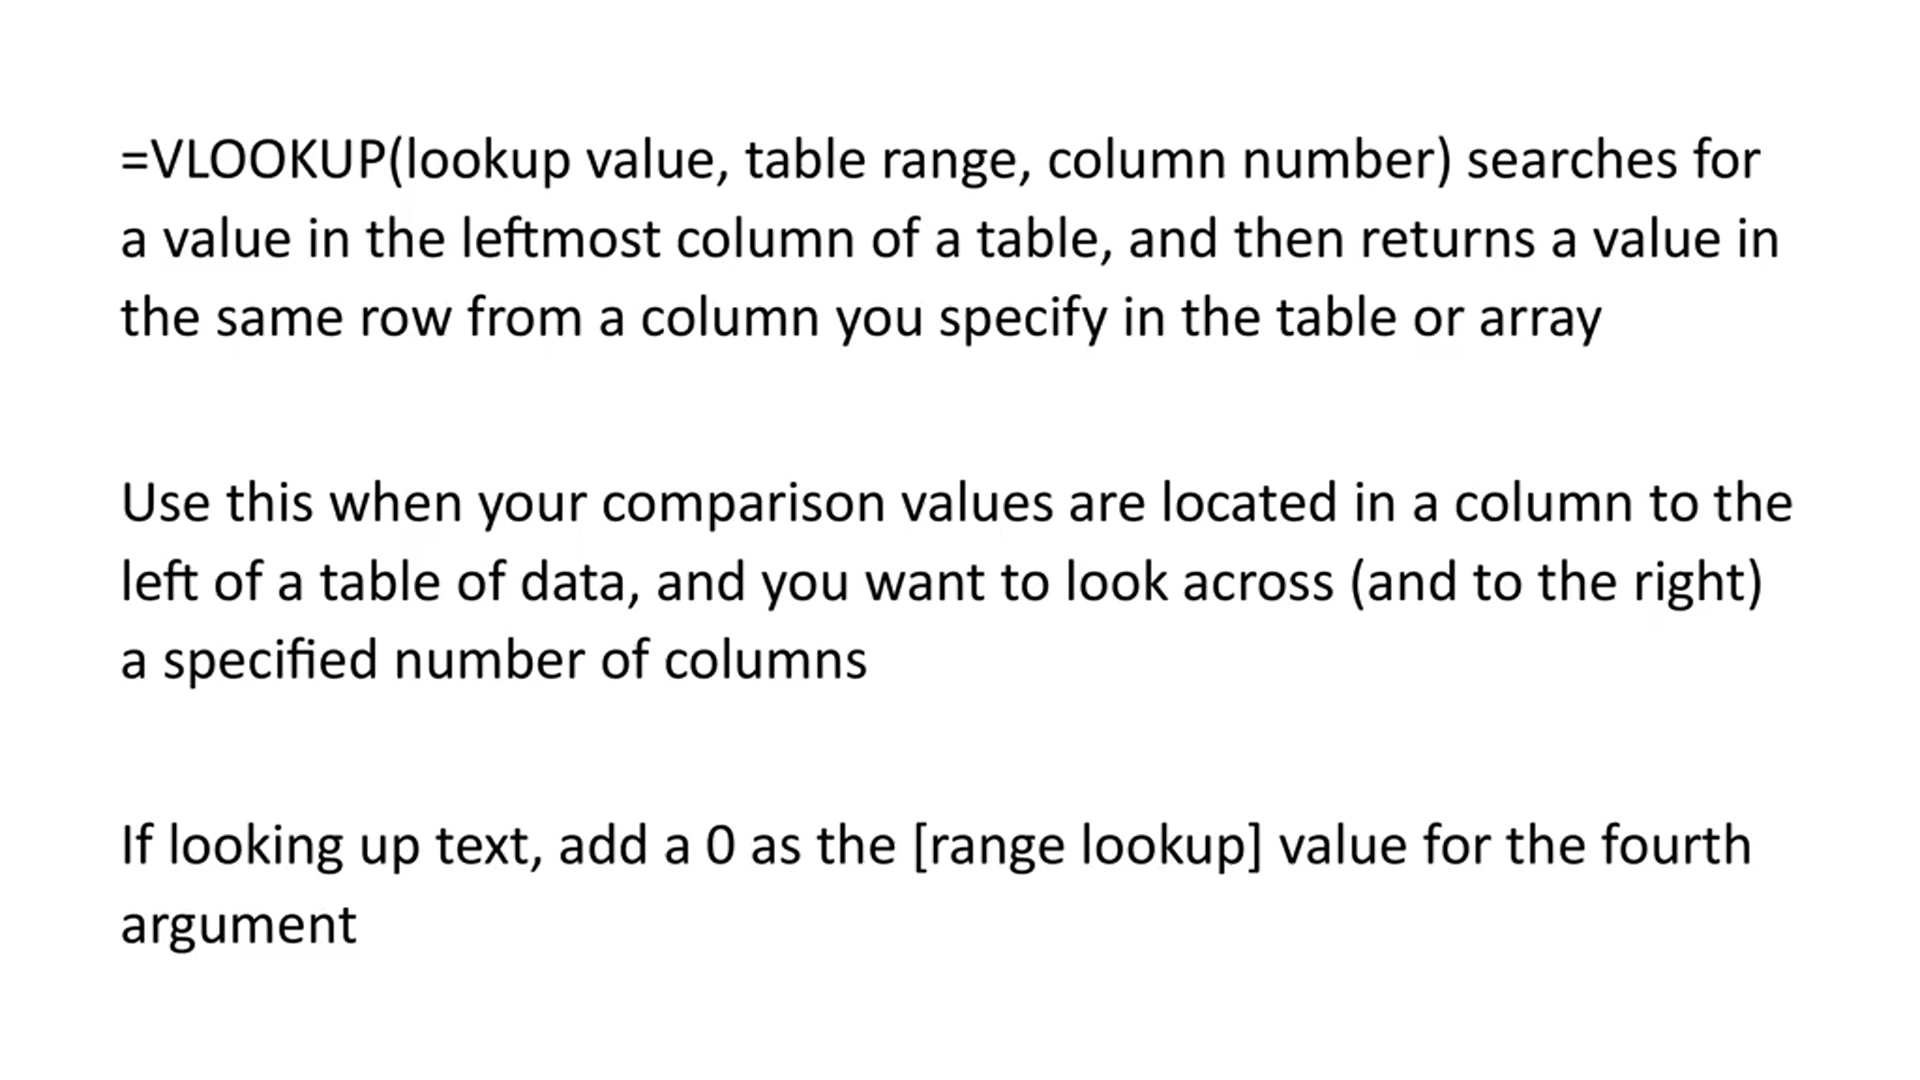 =VLOOKUP(lookup value, table range, column number) searches for
a value in the leftmost column of a table, and then returns a value in
the same row from a column you specify in the table or array
Use this when your comparison values are located in a column to the
left of a table of data, and you want to look across (and to the right)
a specified number of columns
If looking up text, add a 0 as the [range lookup] value for the fourth
argument